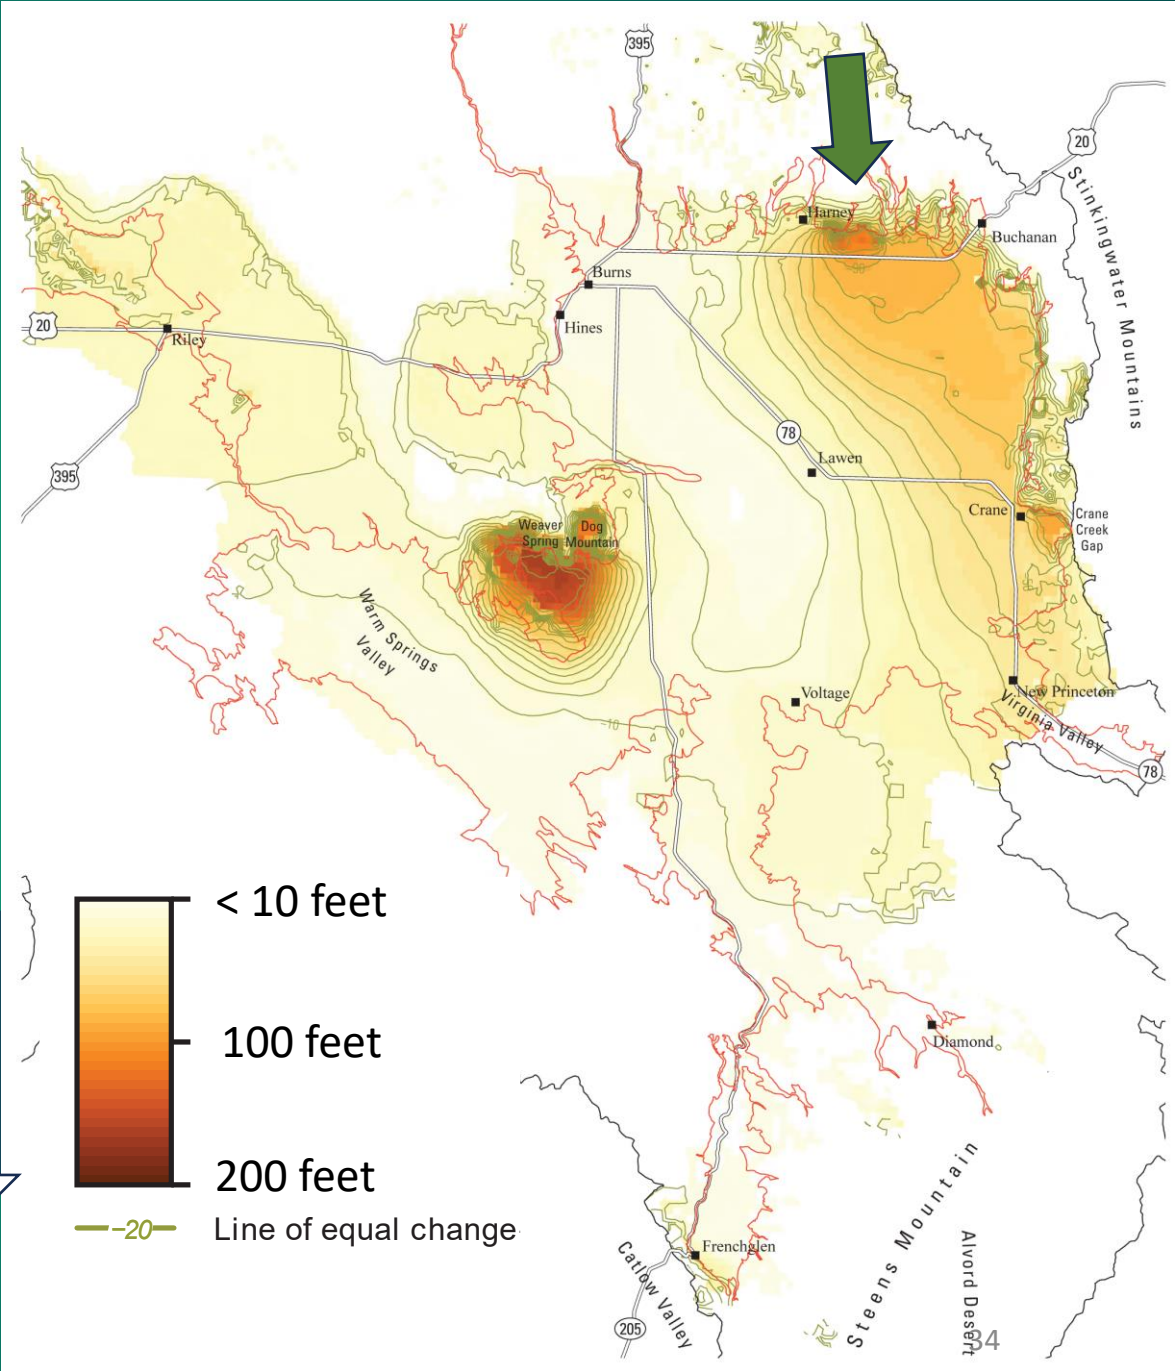 395
20
Stinkingwater Mountains
Harney
Buchanan
Burns
20
Hines
Riley
78
Lawen
395
Crane
Crane
Creek
Gap
Weaver
Spring
Dog
Mountain
Warm Springs
Valley
New Princeton
Voltage
Virginia Valley
-10
78
< 10 feet
100 feet
Diamond
200 feet
-20
Line of equal change
Steens Mountain
Frenchglen
Catlow Valley
Alvord Desert
205
34